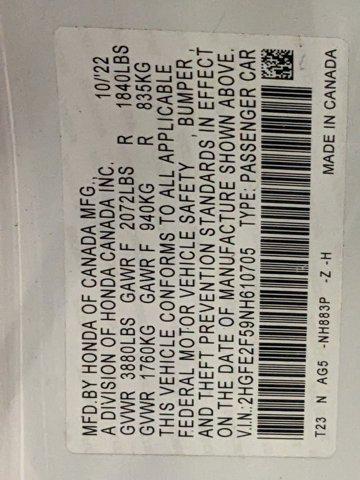 MFD.BY HONDA OF CANADA MFG., 10/'22
A DIVISION OF HONDA CANADA INC.
GVWR 3880LBS GAWR F 2072LBS R 1840LBS
GVWR 1760KG GAWR F 940KG R 835KG
THIS VEHICLE CONFORMS TO ALL APPLICABLE
FEDERAL MOTOR VEHICLE SAFETY, BUMPER,
AND THEFT PREVENTION STANDARDS IN EFFECT
ON THE DATE OF MANUFACTURE SHOWN ABOVE.
V.I.N.:2HGFE2F59NH610705 TYPE: PASSENGER CAR
T23 N AG5 -NH883P -Z -H MADE IN CANADA